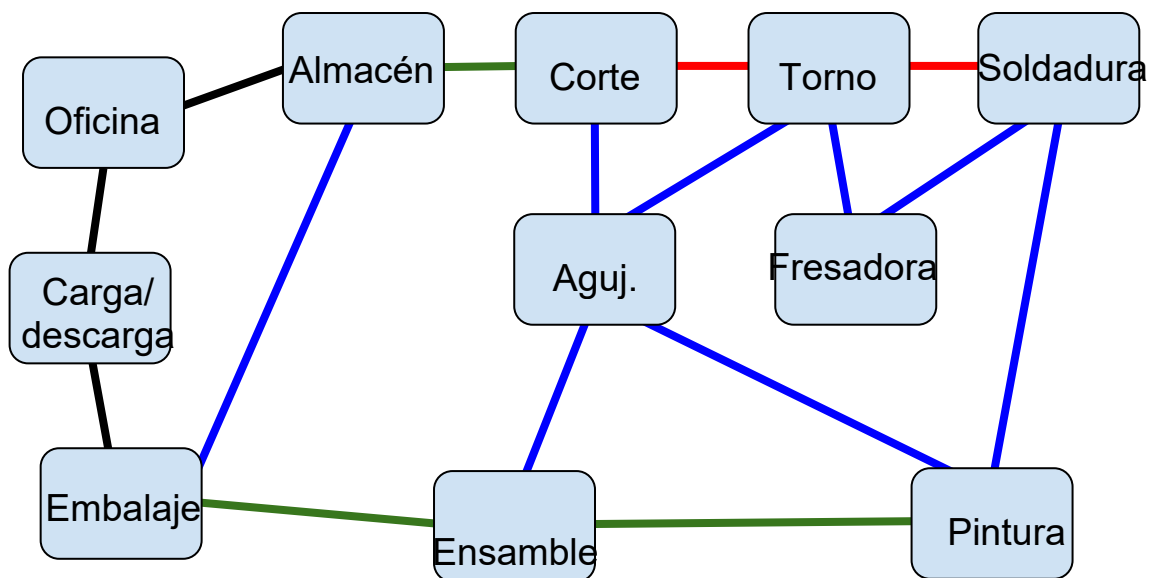 Oficina
Almacén
Corte
Torno
Soldadura
Carga/
descarga
Aguj.
Fresadora
Embalaje
Ensamble
Pintura